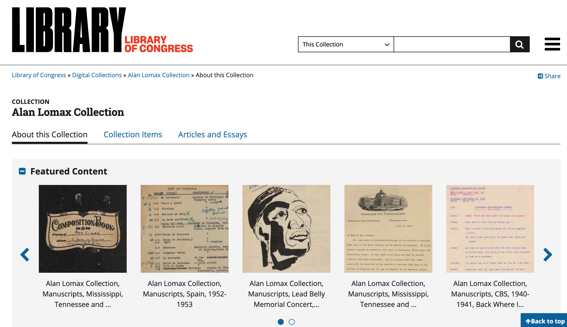 LIBRARY
LIBRARY
OF CONGRESS
This Collection
Library of Congress » Digital Collections » Alan Lomax Collection » About this Collection
Share
COLLECTION
Alan Lomax Collection
About this Collection
Collection Items
Articles and Essays
Featured Content
COMPOSITION BOOK
Alan Lomax Collection,
Manuscripts, Mississippi,
Tennessee and ...
Alan Lomax Collection,
Manuscripts, Spain, 1952-
1953
Alan Lomax Collection,
Manuscripts, Lead Belly
Memorial Concert,...
Alan Lomax Collection,
Manuscripts, Mississippi,
Tennessee and ...
Alan Lomax Collection,
Manuscripts, CBS, 1940-
1941, Back Where I...
Back to top